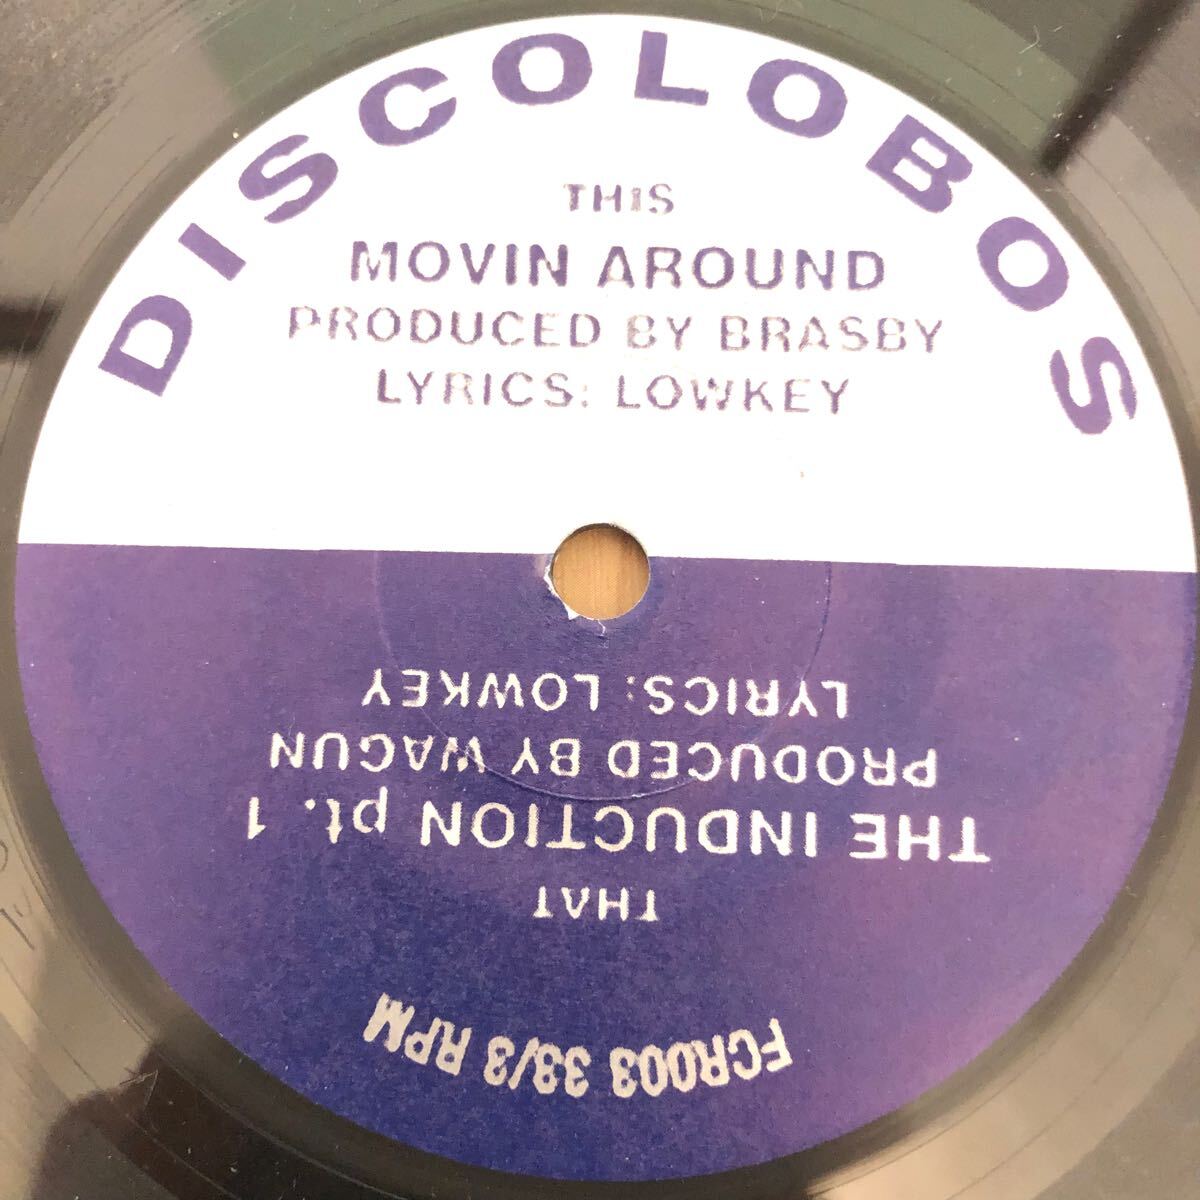 DISCOLOBOS
THIS
MOVIN AROUND
PRODUCED BY BRASBY
LYRICS: LOWKEY
FCR003 33/3 RPM
THAT
THE INDUCTION pt. 1
PRODUCED BY WAGUN
LYRICS: LOWKEY